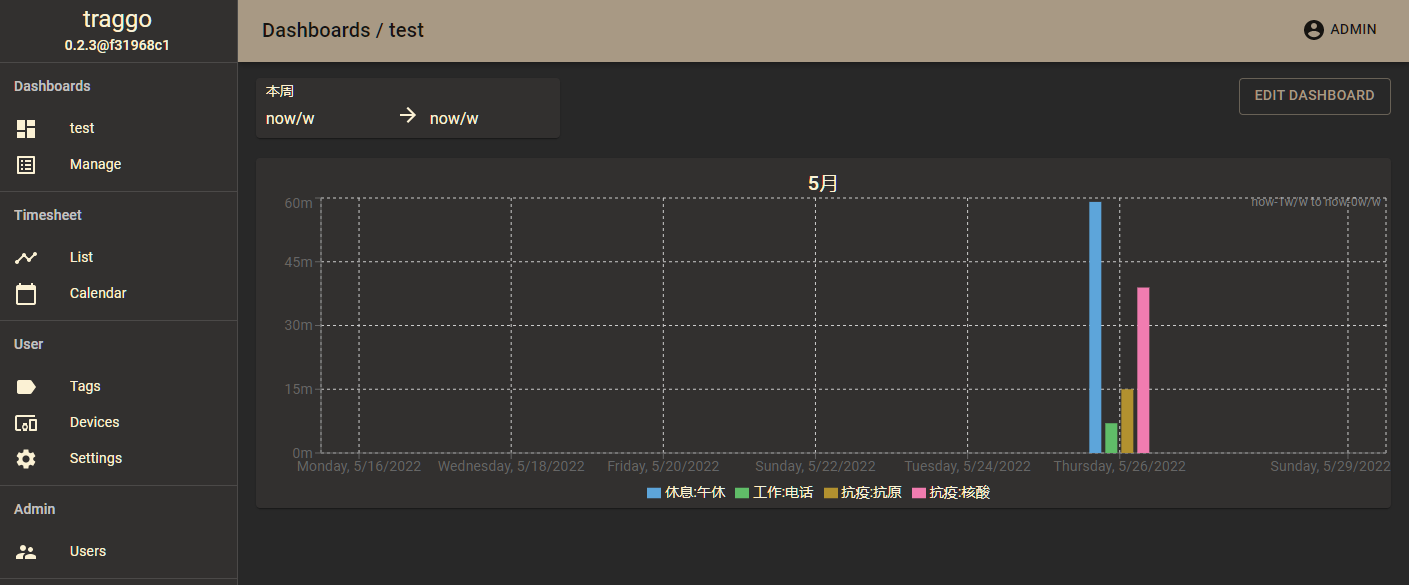 traggo
0.2.3@f31968c1
Dashboards / test
ADMIN
Dashboards
test
Manage
Timesheet
List
Calendar
User
Tags
Devices
Settings
Admin
Users
本周
now/w → now/w
EDIT DASHBOARD
5月
now-1w/w to now-0w/w
60m
45m
30m
15m
0m
Monday, 5/16/2022 Wednesday, 5/18/2022 Friday, 5/20/2022 Sunday, 5/22/2022 Tuesday, 5/24/2022 Thursday, 5/26/2022 Sunday, 5/29/2022
休息:午休 工作:电话 抗疫:抗原 抗疫:核酸